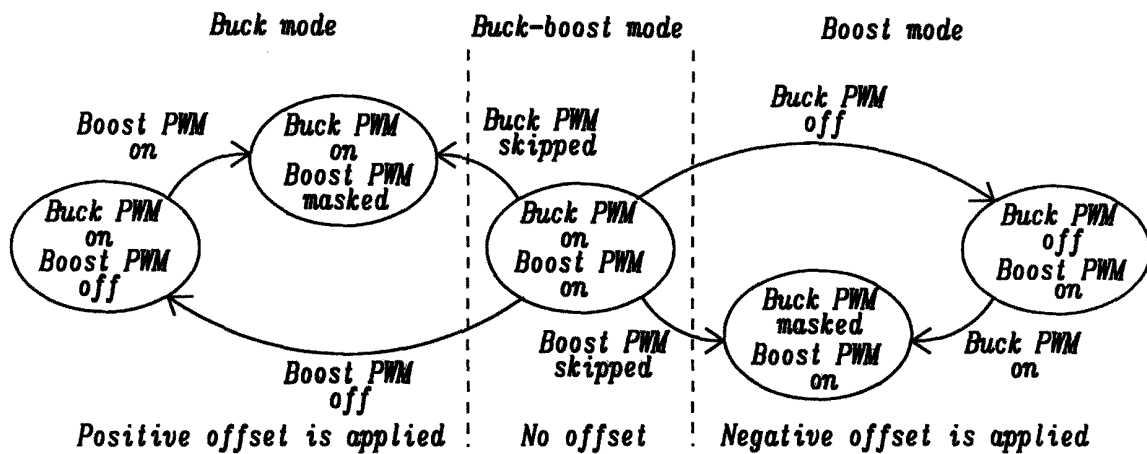 Buck mode
Buck-boost mode
Boost mode
Boost PWM
on
Buck PWM
on
Boost PWM
masked
Buck PWM
skipped
Buck PWM
off
Buck PWM
on
Boost PWM
off
Buck PWM
on
Boost PWM
on
Buck PWM
off
Boost PWM
on
Boost PWM
off
Boost PWM
skipped
Buck PWM
masked
Boost PWM
on
Buck PWM
on
Positive offset is applied
No offset
Negative offset is applied